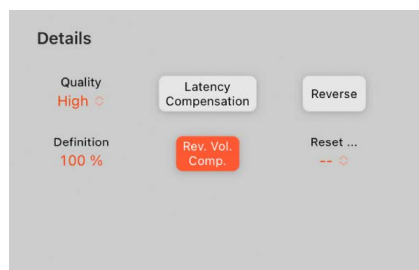 Details
Quality
High
Latency
Compensation
Reverse
Definition
100 %
Rev. Vol.
Comp.
Reset ...
--